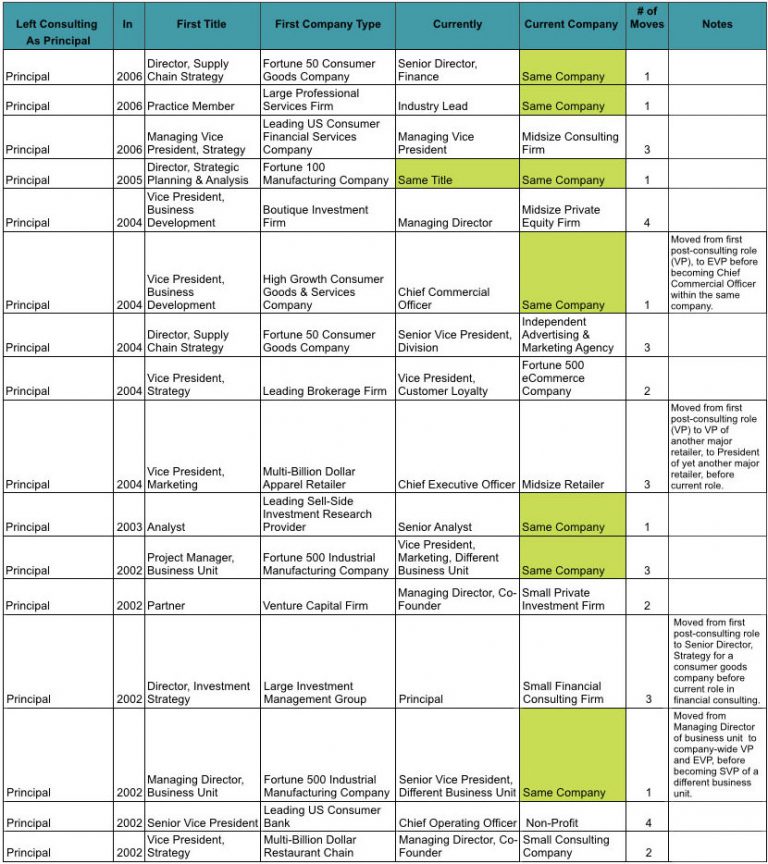 Left Consulting As Principal | In | First Title | First Company Type | Currently | Current Company | # of Moves | Notes
Principal | 2006 | Director, Supply Chain Strategy | Fortune 50 Consumer Goods Company | Senior Director, Finance | Same Company | 1
Principal | 2006 | Practice Member | Large Professional Services Firm | Industry Lead | Same Company | 1
Principal | 2006 | Managing Vice President, Strategy | Leading US Consumer Financial Services Company | Managing Vice President | Midsize Consulting Firm | 3
Principal | 2005 | Director, Strategic Planning & Analysis | Fortune 100 Manufacturing Company | Same Title | Same Company | 1
Principal | 2004 | Vice President, Business Development | Boutique Investment Firm | Managing Director | Midsize Private Equity Firm | 4
Principal | 2004 | Vice President, Business Development | High Growth Consumer Goods & Services Company | Chief Commercial Officer | Same Company | 1 | Moved from first post-consulting role (VP), to EVP before becoming Chief Commercial Officer within the same company.
Principal | 2004 | Director, Supply Chain Strategy | Fortune 50 Consumer Goods Company | Senior Vice President, Division | Independent Advertising & Marketing Agency | 3
Principal | 2004 | Vice President, Strategy | Leading Brokerage Firm | Vice President, Customer Loyalty | Fortune 500 eCommerce Company | 2
Principal | 2004 | Vice President, Marketing | Multi-Billion Dollar Apparel Retailer | Chief Executive Officer | Midsize Retailer | 3 | Moved from first post-consulting role (VP) to VP of another major retailer, to President of yet another major retailer, before current role.
Principal | 2003 | Analyst | Leading Sell-Side Investment Research Provider | Senior Analyst | Same Company | 1
Principal | 2002 | Project Manager, Business Unit | Fortune 500 Industrial Manufacturing Company | Vice President, Marketing, Different Business Unit | Same Company | 3
Principal | 2002 | Partner | Venture Capital Firm | Managing Director, Co-Founder | Small Private Investment Firm | 2
Principal | 2002 | Director, Investment Strategy | Large Investment Management Group | Principal | Small Financial Consulting Firm | 3 | Moved from first post-consulting role to Senior Director, Strategy for a consumer goods company before current role in financial consulting.
Principal | 2002 | Managing Director, Business Unit | Fortune 500 Industrial Manufacturing Company | Senior Vice President, Different Business Unit | Same Company | 1 | Moved from Managing Director of business unit to company-wide VP and EVP, before becoming SVP of a different business unit.
Principal | 2002 | Senior Vice President | Leading US Consumer Bank | Chief Operating Officer | Non-Profit | 4
Principal | 2002 | Vice President, Strategy | Multi-Billion Dollar Restaurant Chain | Managing Director, Co-Founder | Small Consulting Company | 2